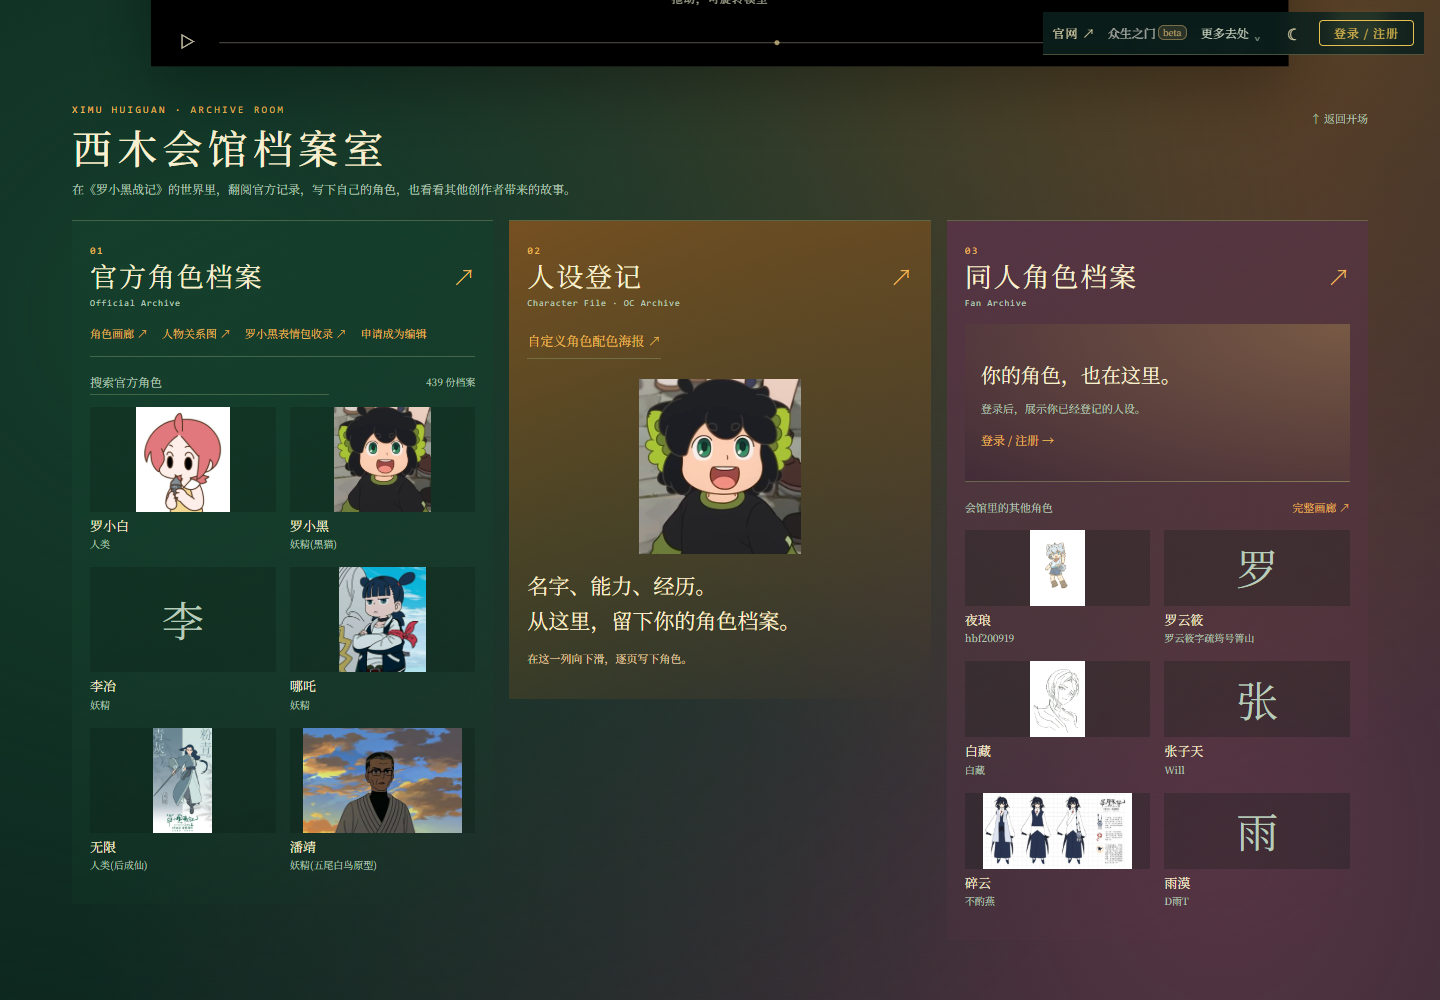 拖动，可旋转模型
官网 ↗ 众生之门 beta 更多去处 登录 / 注册
XIMU HUIGUAN · ARCHIVE ROOM
西木会馆档案室
↑ 返回开场
在《罗小黑战记》的世界里，翻阅官方记录，写下自己的角色，也看看其他创作者带来的故事。
01
官方角色档案 ↗
Official Archive
角色画廊 ↗ 人物关系图 ↗ 罗小黑表情包收录 ↗ 申请成为编辑
搜索官方角色 439 份档案
罗小白
人类
罗小黑
妖精(黑猫)
李
李冶
妖精
哪吒
妖精
无限
人类(后成仙)
潘靖
妖精(五尾白鸟原型)
02
人设登记 ↗
Character File · OC Archive
自定义角色配色海报 ↗
名字、能力、经历。
从这里，留下你的角色档案。
在这一列向下滑，逐页写下角色。
03
同人角色档案 ↗
Fan Archive
你的角色，也在这里。
登录后，展示你已经登记的人设。
登录 / 注册 →
会馆里的其他角色 完整画廊 ↗
夜琅
hbf200919
罗
罗云筱
罗云筱字疏筠号箐山
白藏
白藏
张
张子天
Will
碎云
不酌燕
雨
雨漠
D雨T